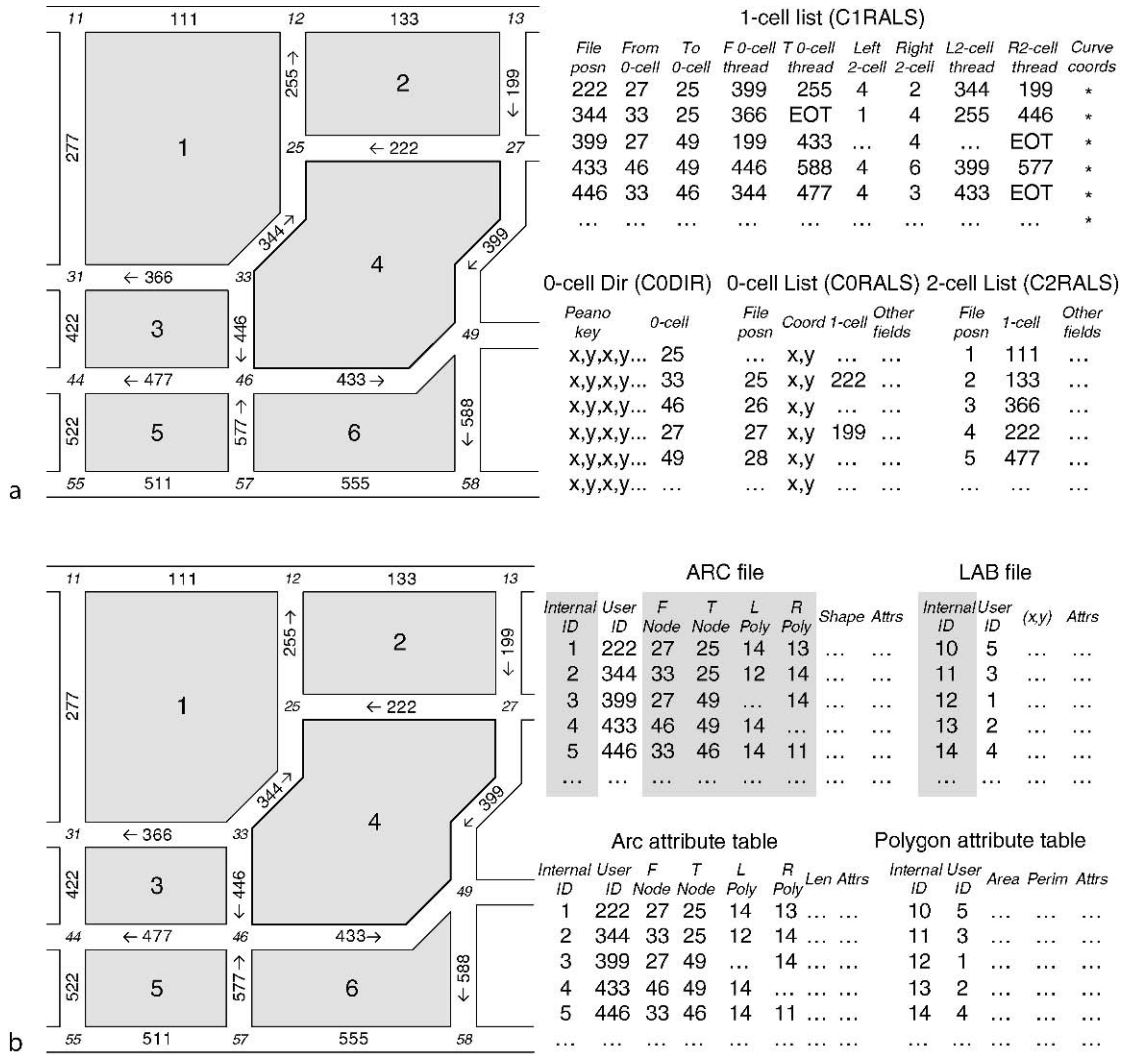 11 111 12 133 13
255 →
2
← 199
277
1
25 ← 222 27
344 →
4
← 399
31 ← 366 33
422
3
← 446
49
44 ← 477 46 433 →
522
5
577 →
6
← 588
55 511 57 555 58
a
1-cell list (C1RALS)
File From To F 0-cell T 0-cell Left Right L2-cell R2-cell Curve
posn 0-cell 0-cell thread thread 2-cell 2-cell thread thread coords
222 27 25 399 255 4 2 344 199 *
344 33 25 366 EOT 1 4 255 446 *
399 27 49 199 433 ... 4 ... EOT *
433 46 49 446 588 4 6 399 577 *
446 33 46 344 477 4 3 433 EOT *
... ... ... ... ... ... ... ... ... *
0-cell Dir (C0DIR) 0-cell List (C0RALS) 2-cell List (C2RALS)
Peano key 0-cell
x,y,x,y... 25
x,y,x,y... 33
x,y,x,y... 46
x,y,x,y... 27
x,y,x,y... 49
x,y,x,y... ...
File posn Coord 1-cell Other fields
... x,y ... ...
25 x,y 222 ...
26 x,y ... ...
27 x,y 199 ...
28 x,y ... ...
... x,y ... ...
File posn 1-cell Other fields
1 111 ...
2 133 ...
3 366 ...
4 222 ...
5 477 ...
... ... ...
11 111 12 133 13
255 →
2
← 199
277
1
25 ← 222 27
344 →
4
← 399
31 ← 366 33
422
3
← 446
49
44 ← 477 46 433→
522
5
577 →
6
← 588
55 511 57 555 58
b
ARC file
Internal User F T L R Shape Attrs
ID ID Node Node Poly Poly
1 222 27 25 14 13 ... ...
2 344 33 25 12 14 ... ...
3 399 27 49 ... 14 ... ...
4 433 46 49 14 ... ... ...
5 446 33 46 14 11 ... ...
... ... ... ... ... ... ... ...
LAB file
Internal User (x,y) Attrs
ID ID
10 5 ... ...
11 3 ... ...
12 1 ... ...
13 2 ... ...
14 4 ... ...
... ... ... ...
Arc attribute table
Internal User F T L R Len Attrs
ID ID Node Node Poly Poly
1 222 27 25 14 13 ... ...
2 344 33 25 12 14 ... ...
3 399 27 49 ... 14 ... ...
4 433 46 49 14 ... ... ...
5 446 33 46 14 11 ... ...
... ... ... ... ... ... ... ...
Polygon attribute table
Internal User Area Perim Attrs
ID ID
10 5 ... ... ...
11 3 ... ... ...
12 1 ... ... ...
13 2 ... ... ...
14 4 ... ... ...
... ... ... ... ...